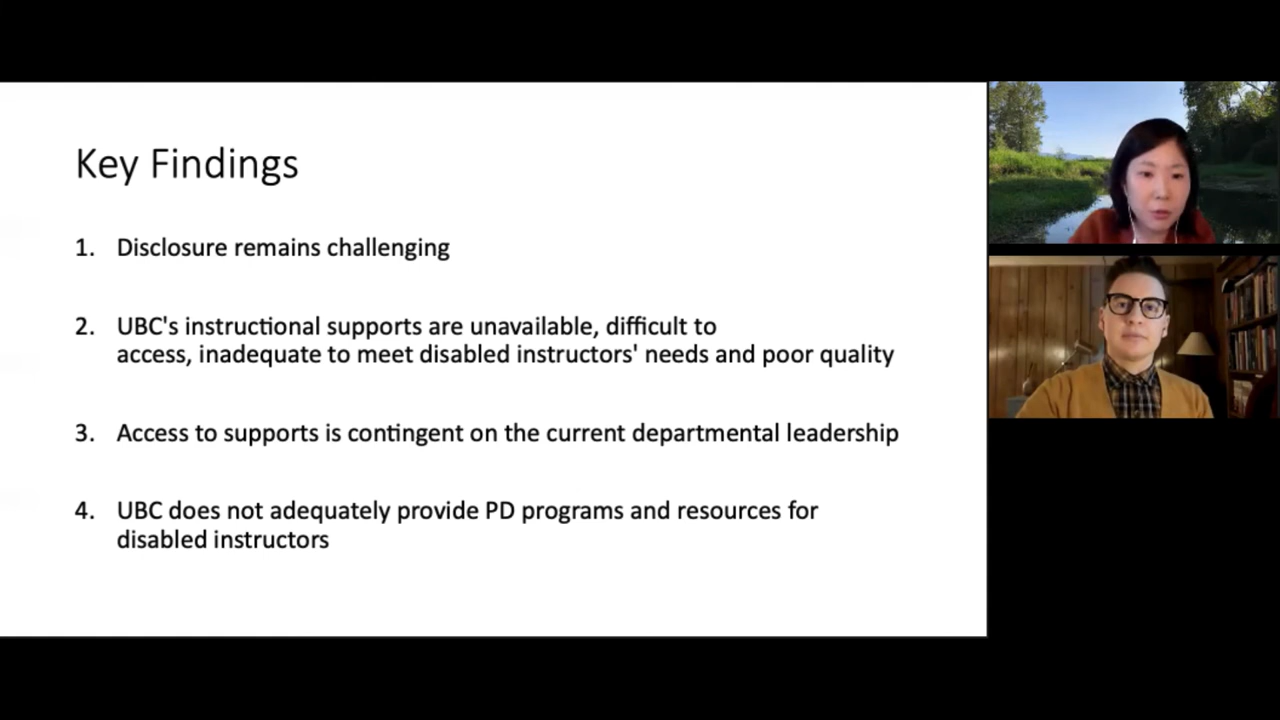 Key Findings
1. Disclosure remains challenging
2. UBC's instructional supports are unavailable, difficult to
access, inadequate to meet disabled instructors' needs and poor quality
3. Access to supports is contingent on the current departmental leadership
4. UBC does not adequately provide PD programs and resources for
disabled instructors